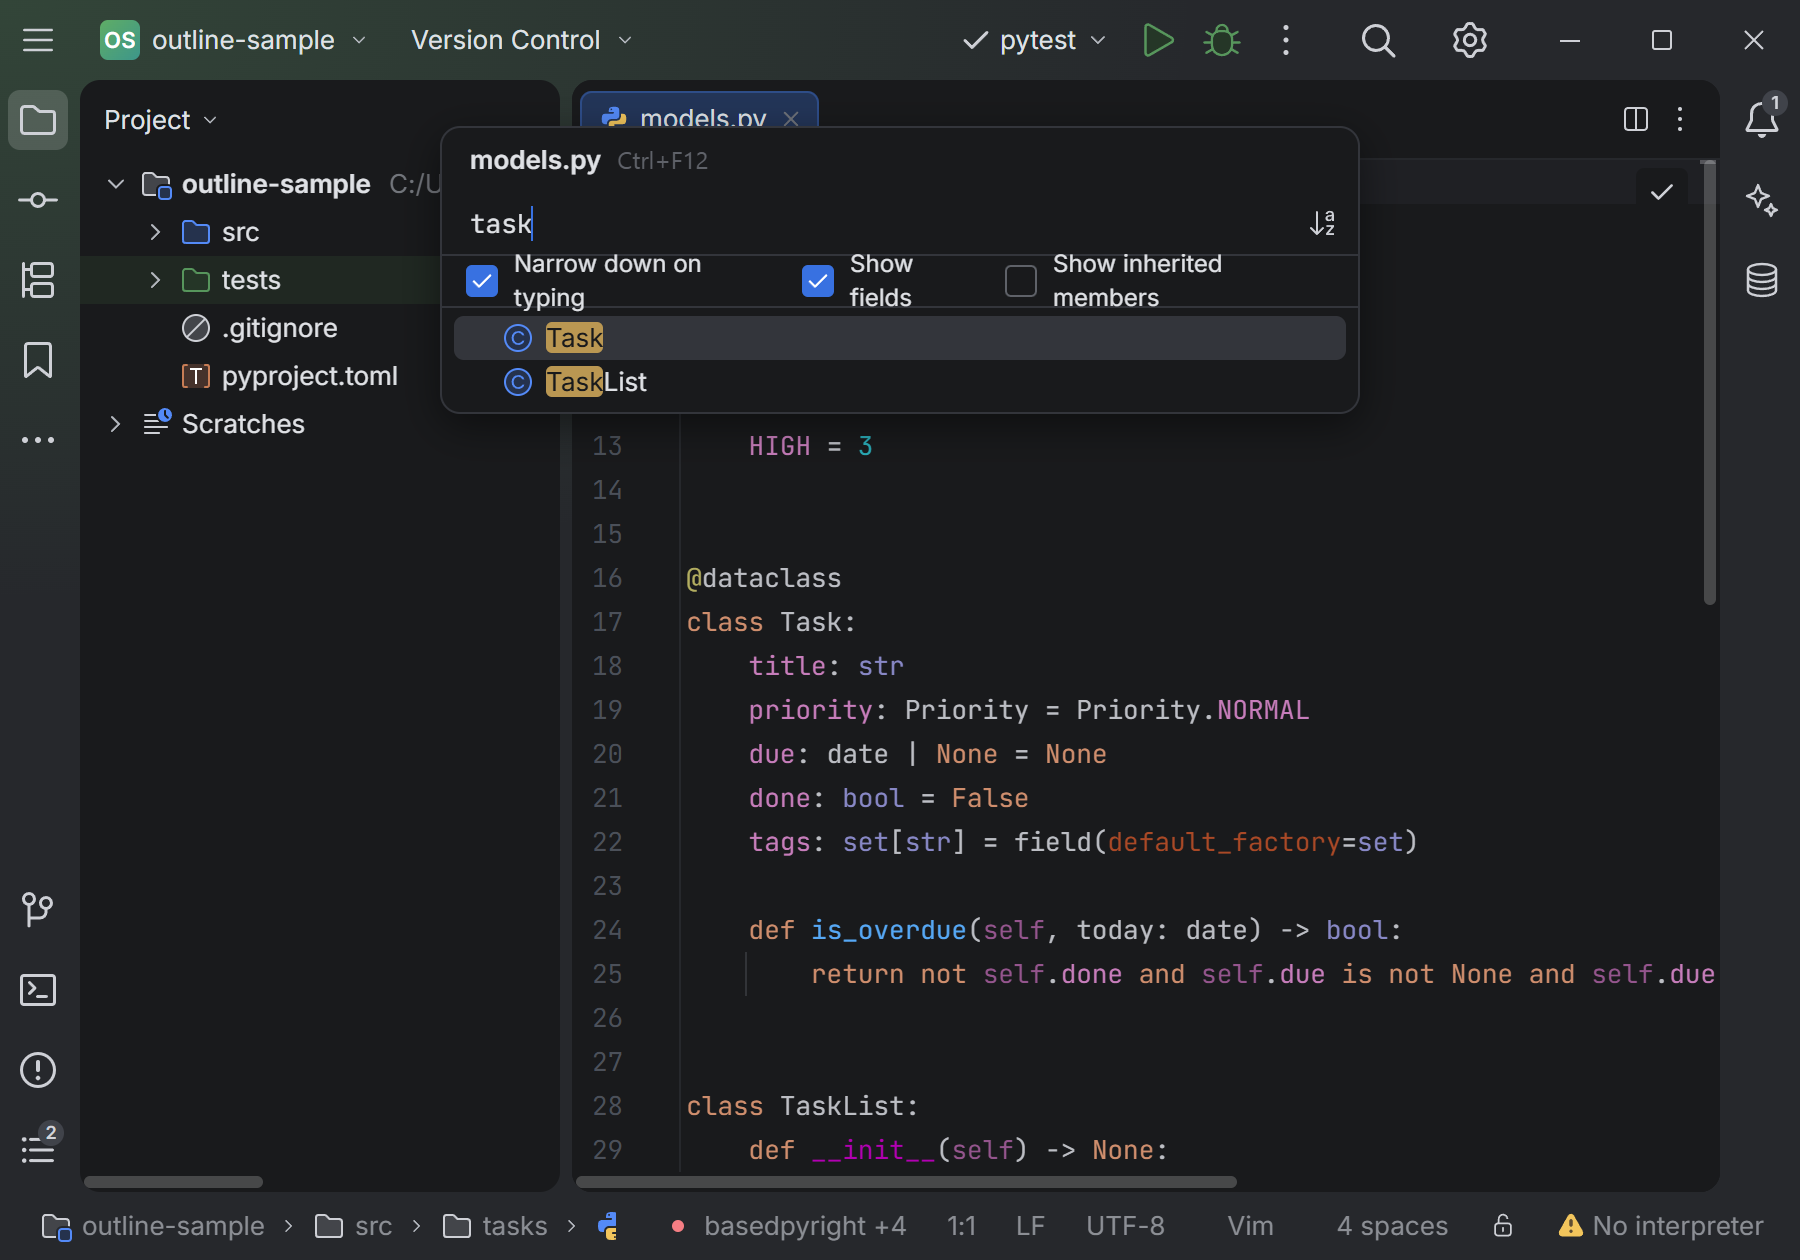 OS outline-sample Version Control pytest
Project
models.py
1
outline-sample C:/U
src
tests
.gitignore
pyproject.toml
Scratches
models.py Ctrl+F12
task
Narrow down on typing
Show fields
Show inherited members
Task
TaskList
13 HIGH = 3
14
15
16 @dataclass
17 class Task:
18 title: str
19 priority: Priority = Priority.NORMAL
20 due: date | None = None
21 done: bool = False
22 tags: set[str] = field(default_factory=set)
23
24 def is_overdue(self, today: date) -> bool:
25 return not self.done and self.due is not None and self.due
26
27
28 class TaskList:
29 def __init__(self) -> None:
2
outline-sample src tasks basedpyright +4 1:1 LF UTF-8 Vim 4 spaces No interpreter